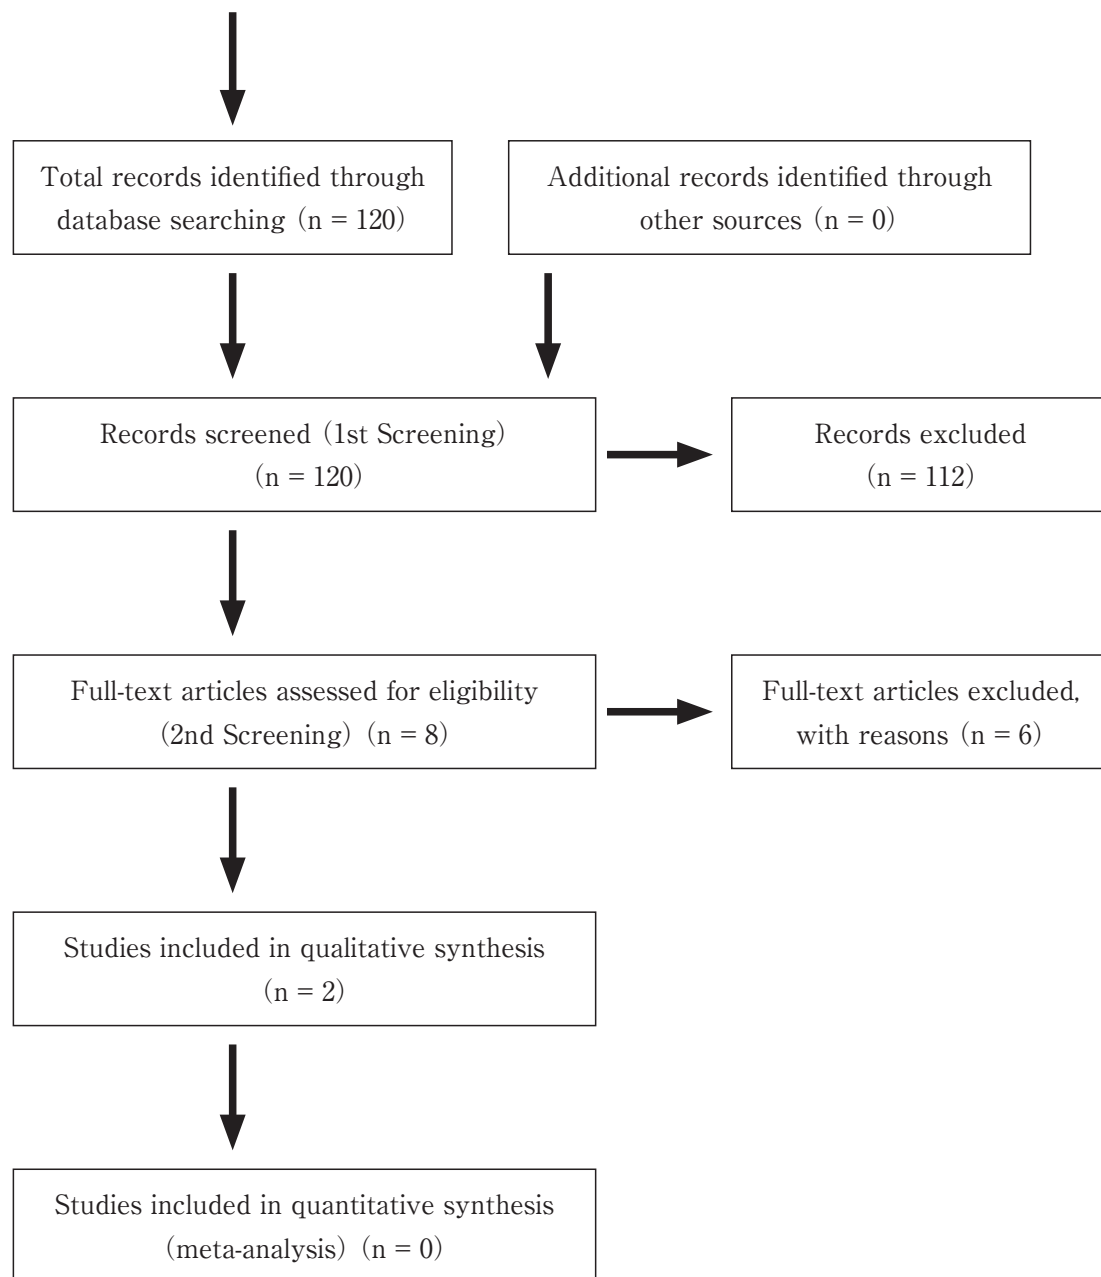 Total records identified through
database searching (n = 120)
Additional records identified through
other sources (n = 0)
Records screened (1st Screening)
(n = 120)
Records excluded
(n = 112)
Full-text articles assessed for eligibility
(2nd Screening) (n = 8)
Full-text articles excluded,
with reasons (n = 6)
Studies included in qualitative synthesis
(n = 2)
Studies included in quantitative synthesis
(meta-analysis) (n = 0)